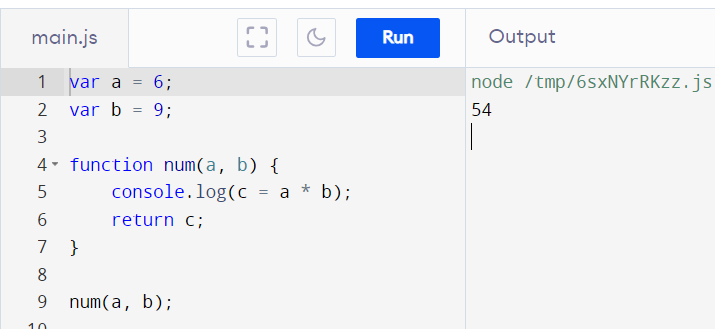 main.js Run Output
1 var a = 6; node /tmp/6sxNYrRKzz.js
2 var b = 9; 54
3
4 function num(a, b) {
5     console.log(c = a * b);
6     return c;
7 }
8
9 num(a, b);
10